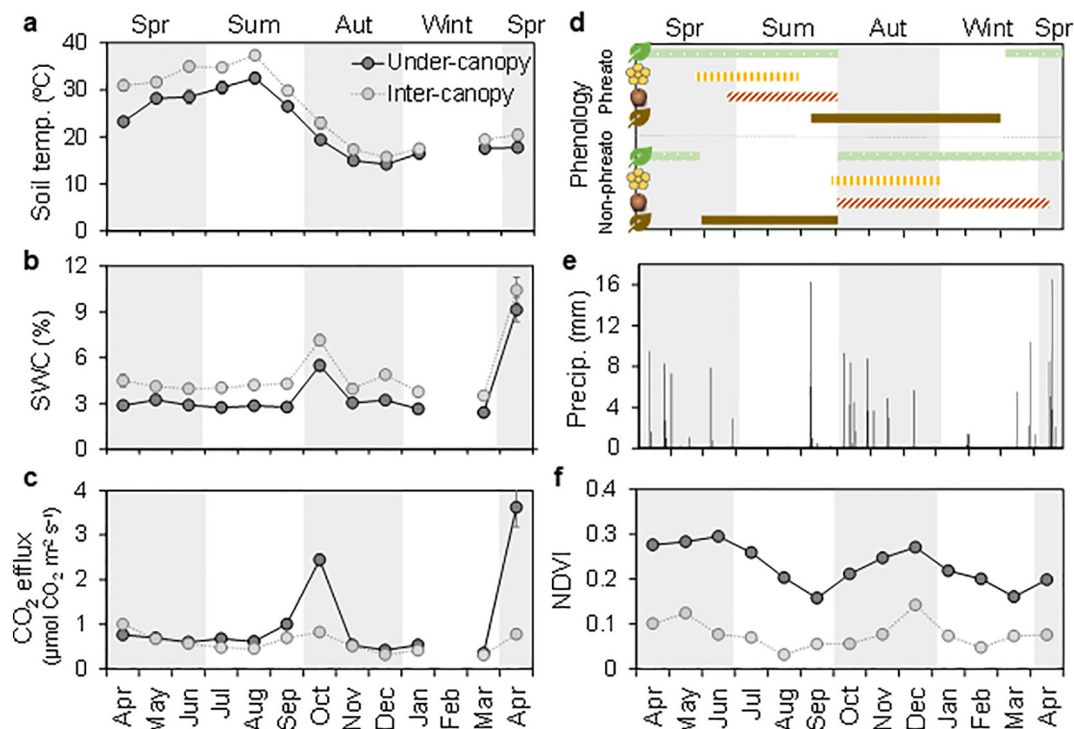 a
Spr Sum Aut Wint Spr
Soil temp. (ºC)
40
30
20
10
0
Under-canopy
Inter-canopy
b
SWC (%)
12
9
6
3
0
c
CO₂ efflux
(µmol CO₂ m⁻² s⁻¹)
4
3
2
1
0
Apr May Jun Jul Aug Sep Oct Nov Dec Jan Feb Mar Apr
d
Spr Sum Aut Wint Spr
Phenology
Phreato
Non-phreato
e
Precip. (mm)
16
12
8
4
0
f
NDVI
0.4
0.3
0.2
0.1
0
Apr May Jun Jul Aug Sep Oct Nov Dec Jan Feb Mar Apr